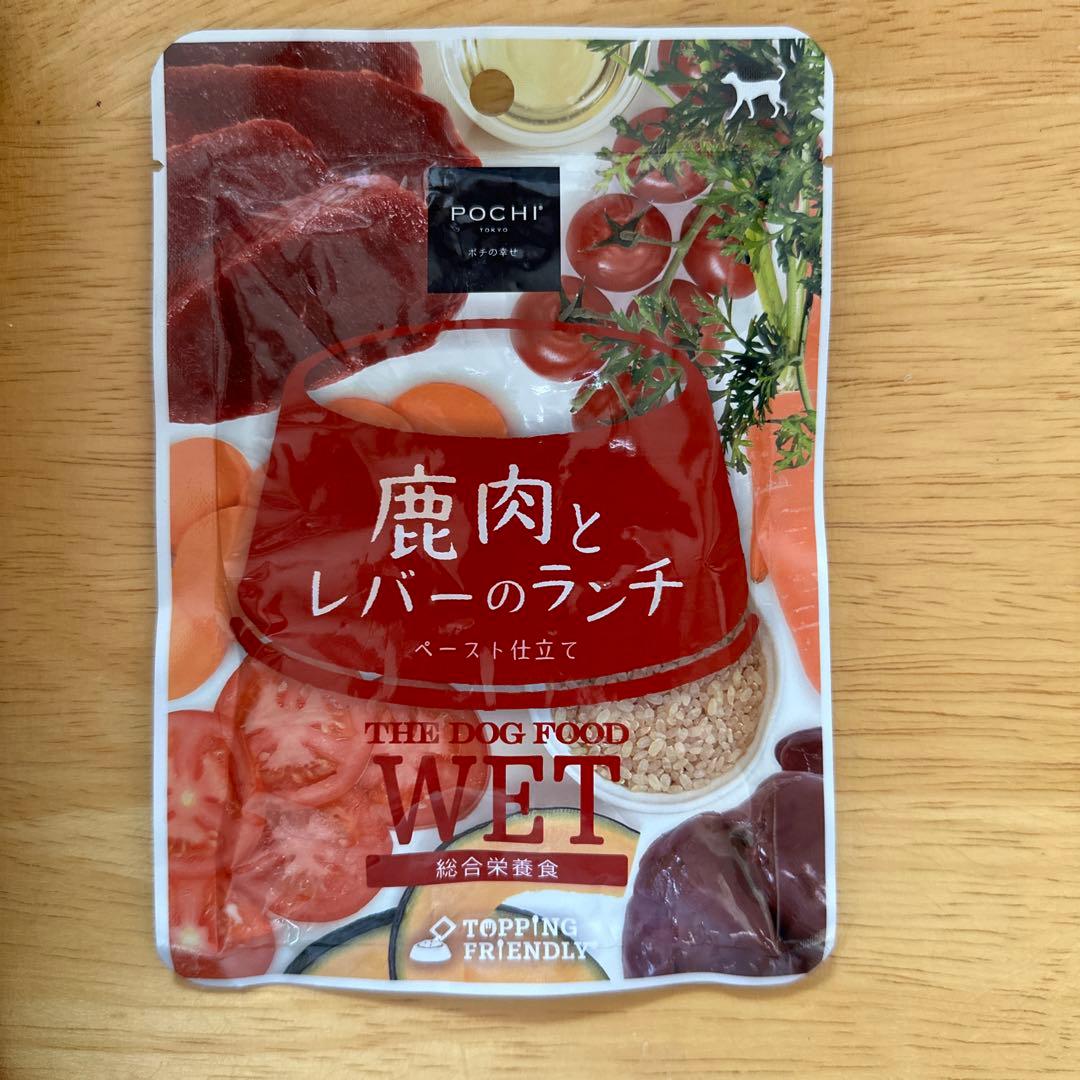 POCHI®
TOKYO
ポチの幸せ
鹿肉と
レバーのランチ
ペースト仕立て
THE DOG FOOD
WET
総合栄養食
TOPPING
FRIENDLY